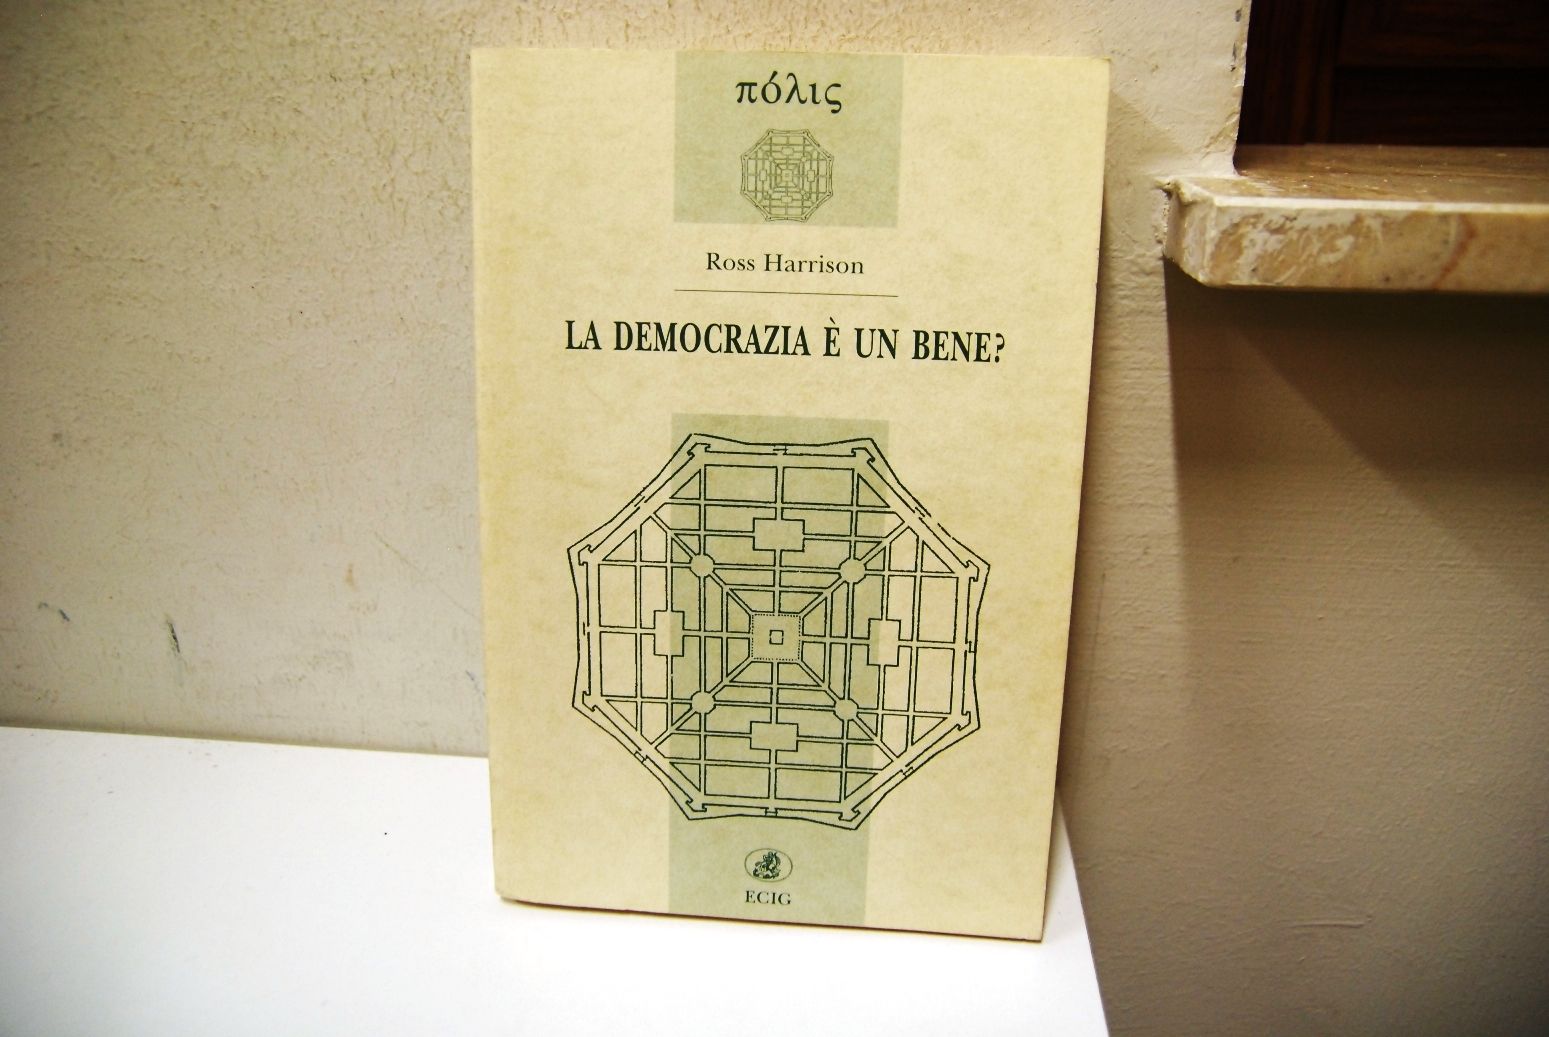 πόλις
Ross Harrison
LA DEMOCRAZIA È UN BENE?
ECIG